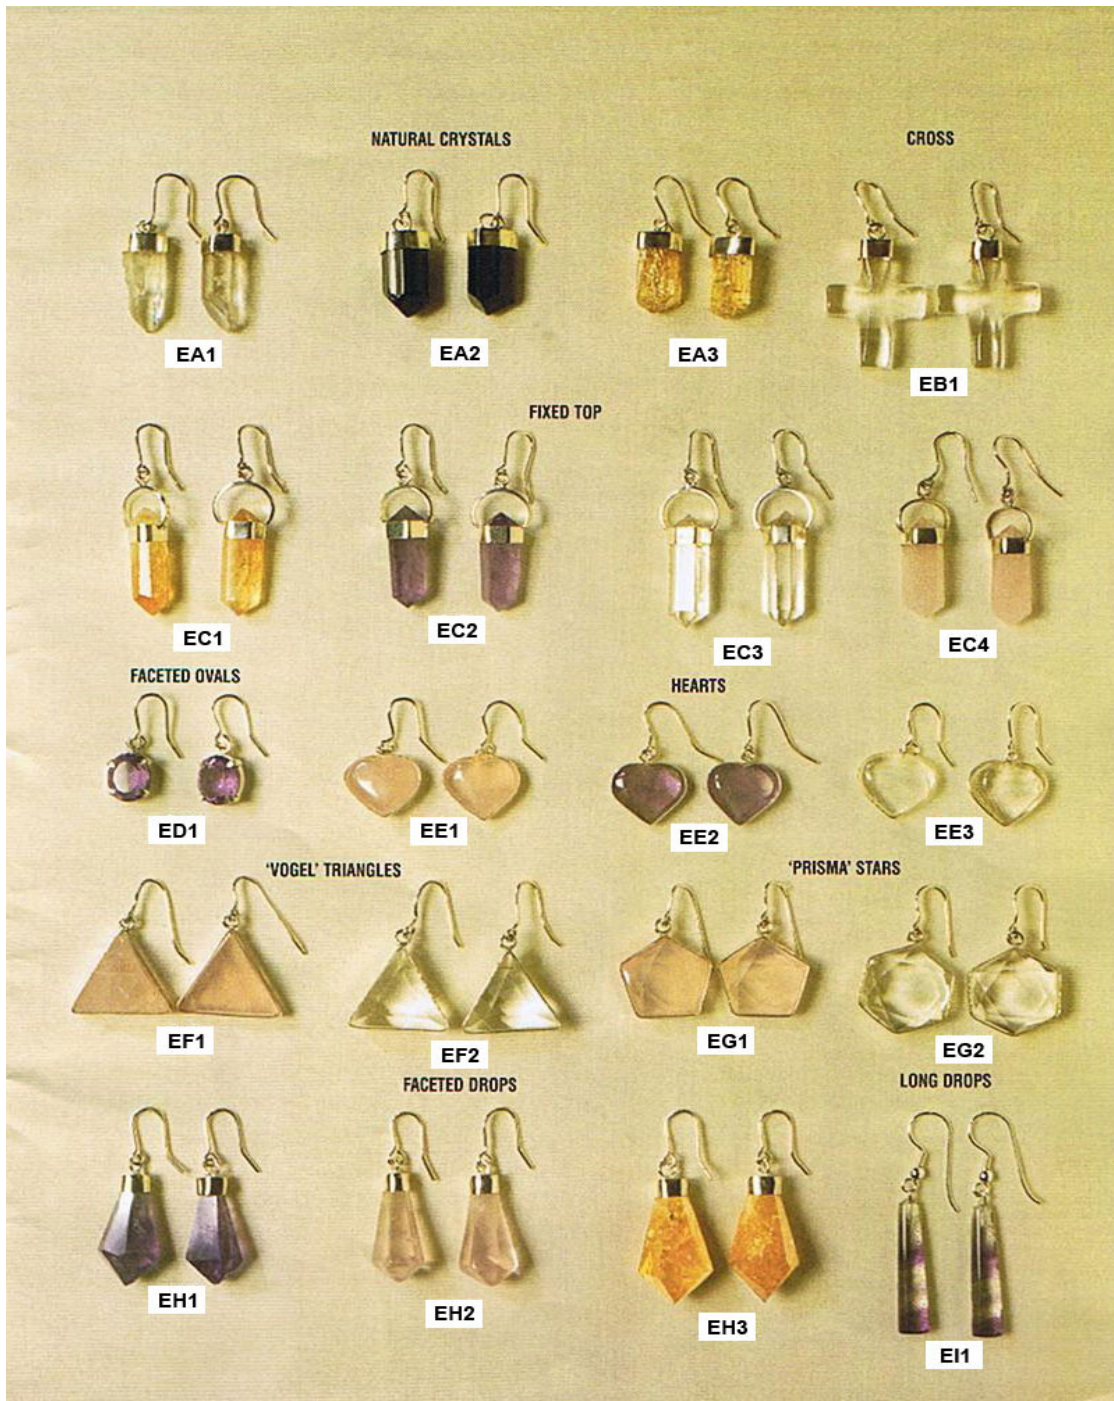 NATURAL CRYSTALS
CROSS
EA1
EA2
EA3
EB1
FIXED TOP
EC1
EC2
EC3
EC4
FACETED OVALS
HEARTS
ED1
EE1
EE2
EE3
'VOGEL' TRIANGLES
'PRISMA' STARS
EF1
EF2
EG1
EG2
FACETED DROPS
LONG DROPS
EH1
EH2
EH3
EI1